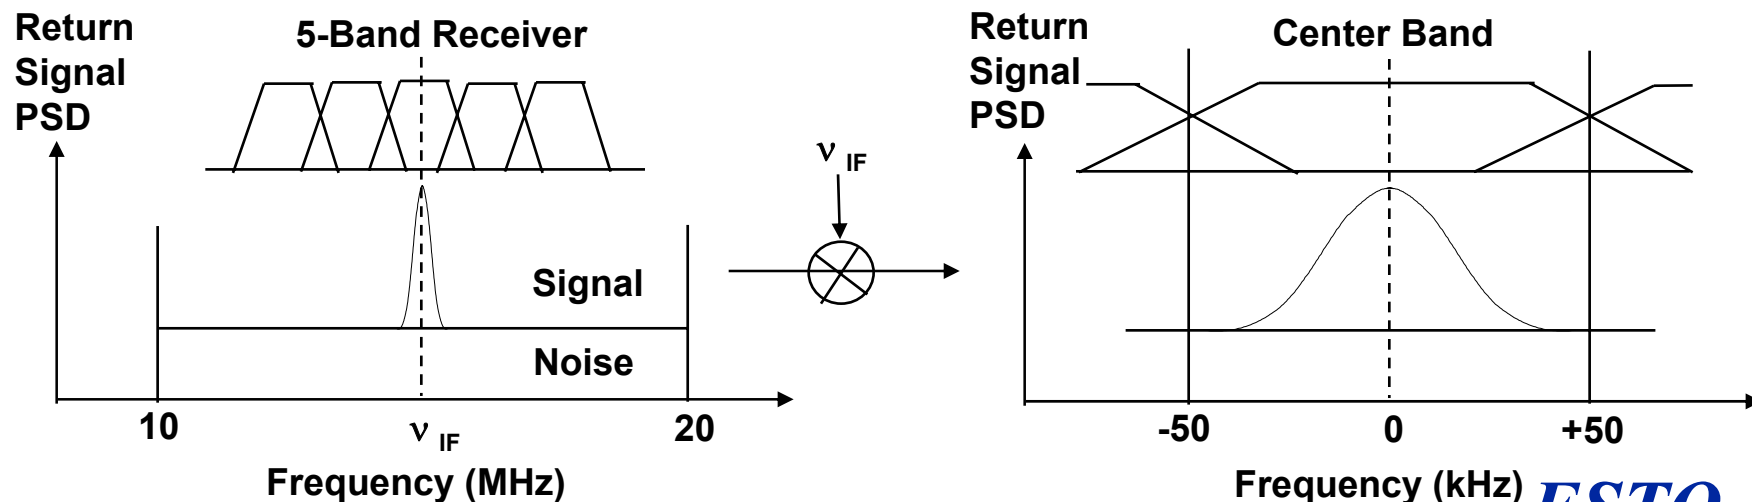 Return
Signal
PSD
5-Band Receiver
Signal
Noise
10
ν IF
20
Frequency (MHz)
ν IF
Return
Signal
PSD
Center Band
-50
0
+50
Frequency (kHz)
ESTO